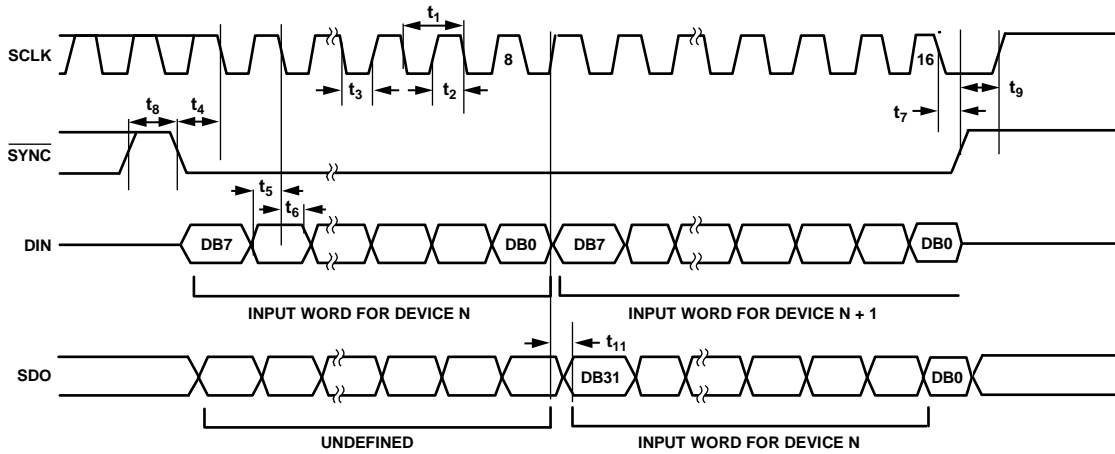 t1
SCLK
8
16
t3
t2
t9
t8
t4
t7
SYNC
t5
t6
DIN
DB7
DB0
DB7
DB0
INPUT WORD FOR DEVICE N
INPUT WORD FOR DEVICE N + 1
t11
SDO
DB31
DB0
UNDEFINED
INPUT WORD FOR DEVICE N